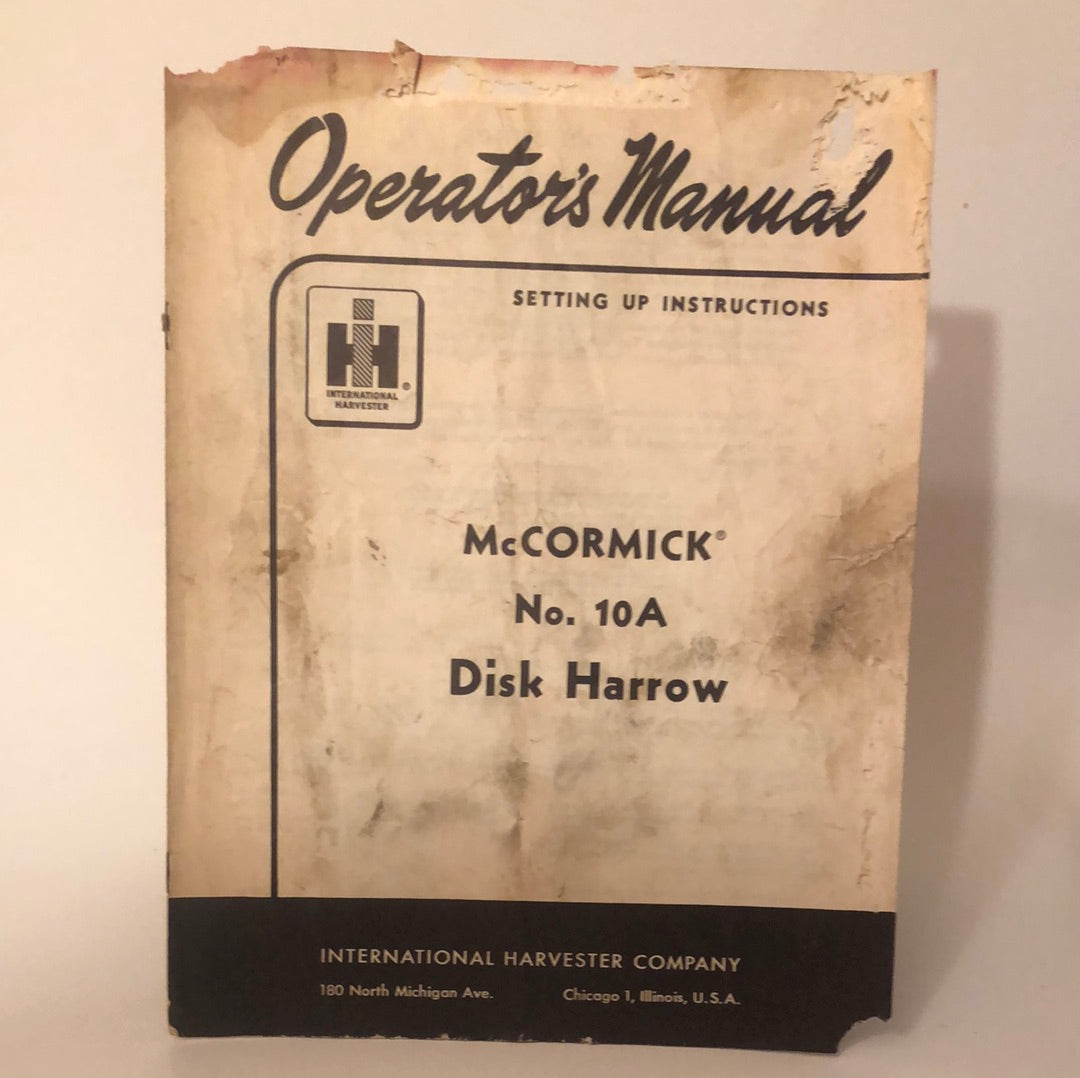 Operator's Manual
SETTING UP INSTRUCTIONS
IH ®
INTERNATIONAL
HARVESTER
McCORMICK®
No. 10A
Disk Harrow
INTERNATIONAL HARVESTER COMPANY
180 North Michigan Ave. Chicago 1, Illinois, U.S.A.